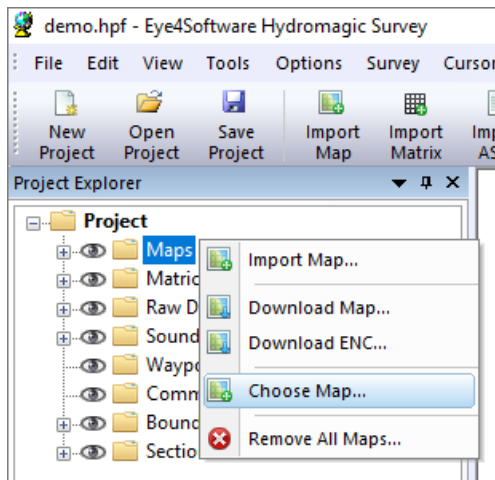 demo.hpf - Eye4Software Hydromagic Survey
File Edit View Tools Options Survey Cursor
New Open Save Import Import
Project Project Project Map Matrix
Project Explorer
Project
Maps
Import Map...
Download Map...
Download ENC...
Choose Map...
Remove All Maps...